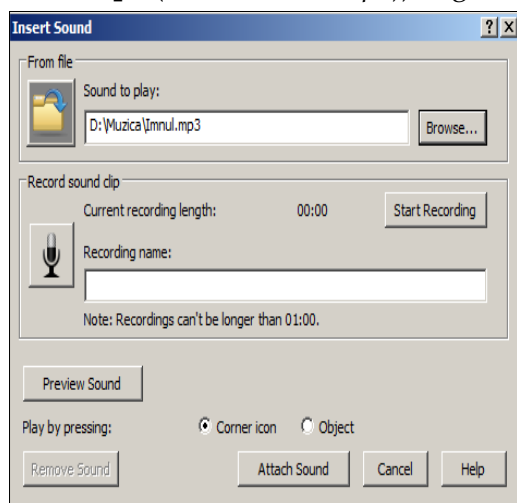 Insert Sound
From file
Sound to play:
D:\Muzica\Imnul.mp3
Browse...
Record sound clip
Current recording length: 00:00 Start Recording
Recording name:
Note: Recordings can't be longer than 01:00.
Preview Sound
Play by pressing: Corner icon Object
Remove Sound Attach Sound Cancel Help